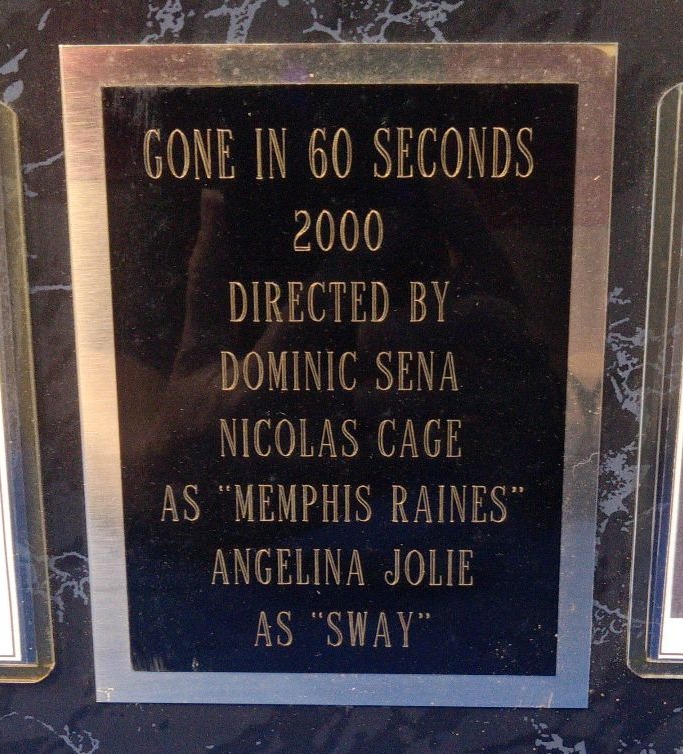 GONE IN 60 SECONDS
2000
DIRECTED BY
DOMINIC SENA
NICOLAS CAGE
AS “MEMPHIS RAINES”
ANGELINA JOLIE
AS “SWAY”